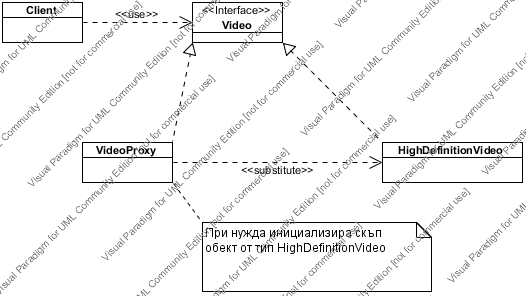 Client
<<use>>
<<Interface>>
Video
VideoProxy
<<substitute>>
HighDefinitionVideo
При нужда инициализира скъп
обект от тип HighDefinitionVideo
Visual Paradigm for UML Community Edition [not for commercial use]